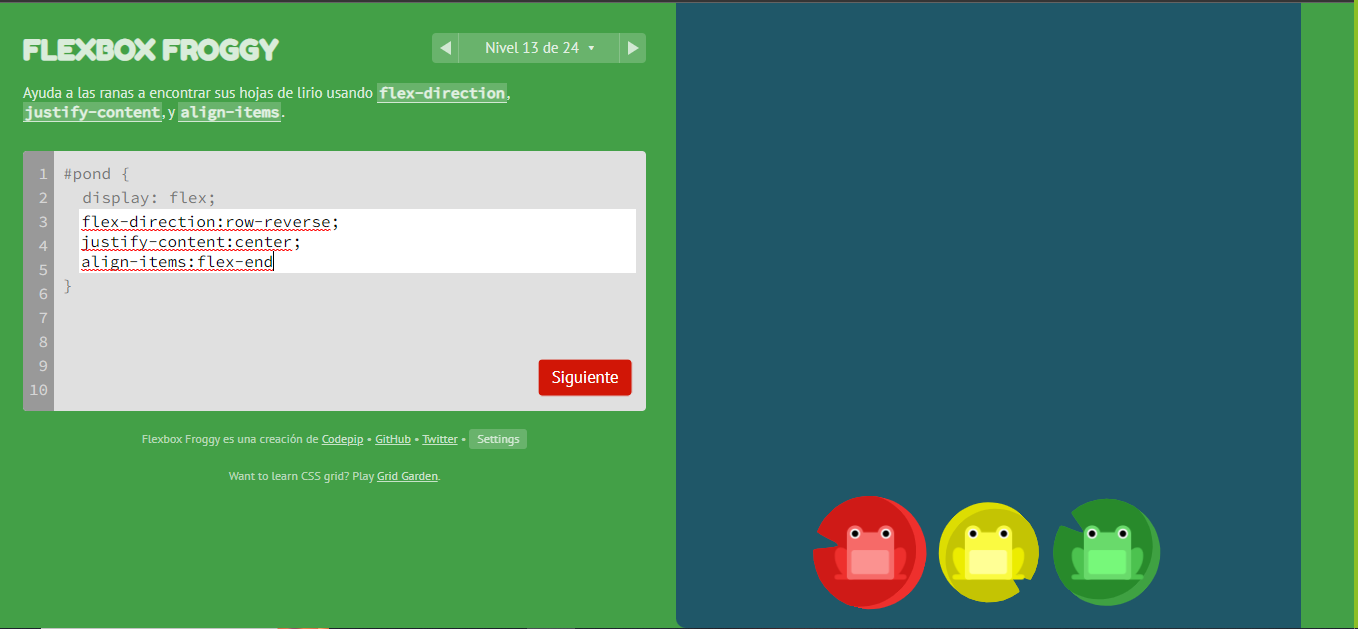 FLEXBOX FROGGY
◀ Nivel 13 de 24 ▾ ▶
Ayuda a las ranas a encontrar sus hojas de lirio usando flex-direction,
justify-content, y align-items.
1 #pond {
2 display: flex;
3 flex-direction:row-reverse;
4 justify-content:center;
5 align-items:flex-end
6 }
7
8
9
10
Siguiente
Flexbox Froggy es una creación de Codepip • GitHub • Twitter • Settings
Want to learn CSS grid? Play Grid Garden.